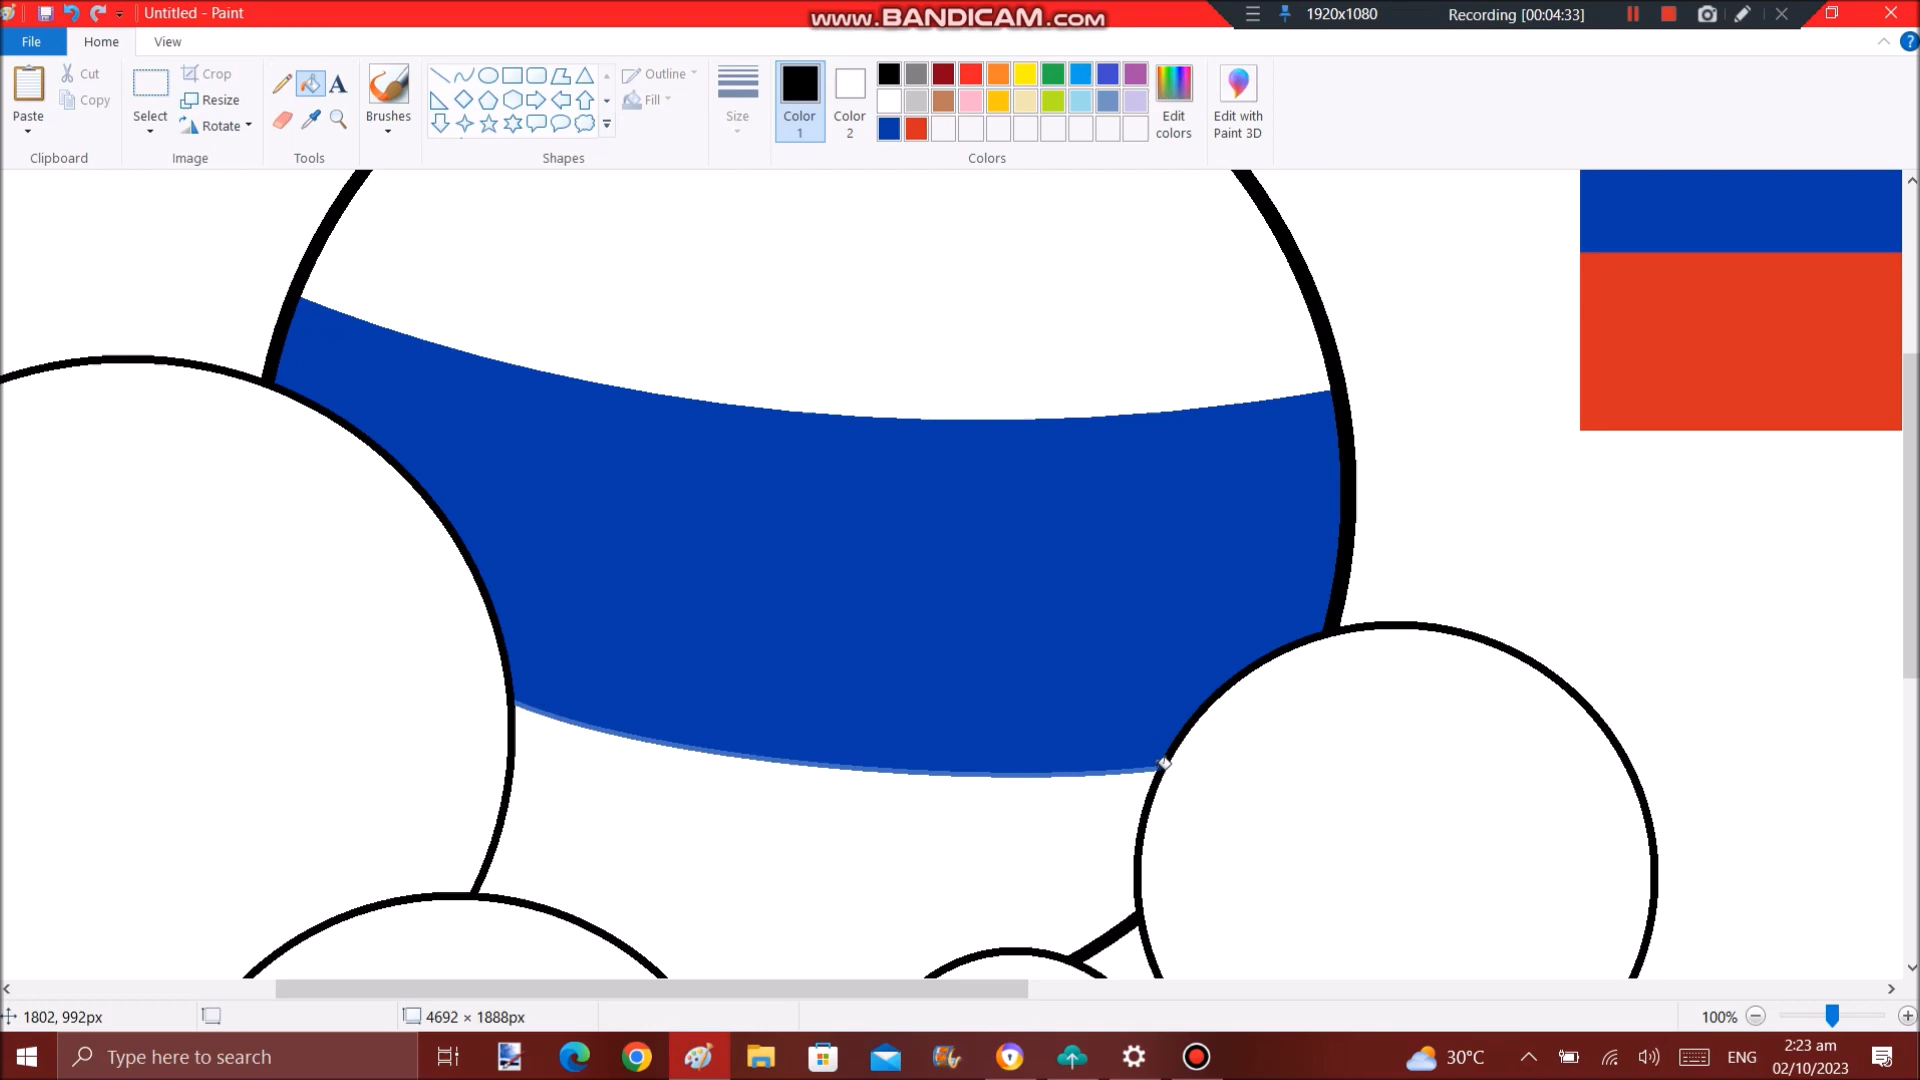 Untitled - Paint
www.BANDICAM.com
1920x1080
Recording [00:04:33]
File
Home
View
Paste
Cut
Copy
Clipboard
Select
Crop
Resize
Rotate
Image
Tools
Brushes
Outline
Fill
Shapes
Size
Color 1
Color 2
Edit colors
Edit with Paint 3D
Colors
1802, 992px
4692 × 1888px
100%
Type here to search
30°C
ENG
2:23 am
02/10/2023